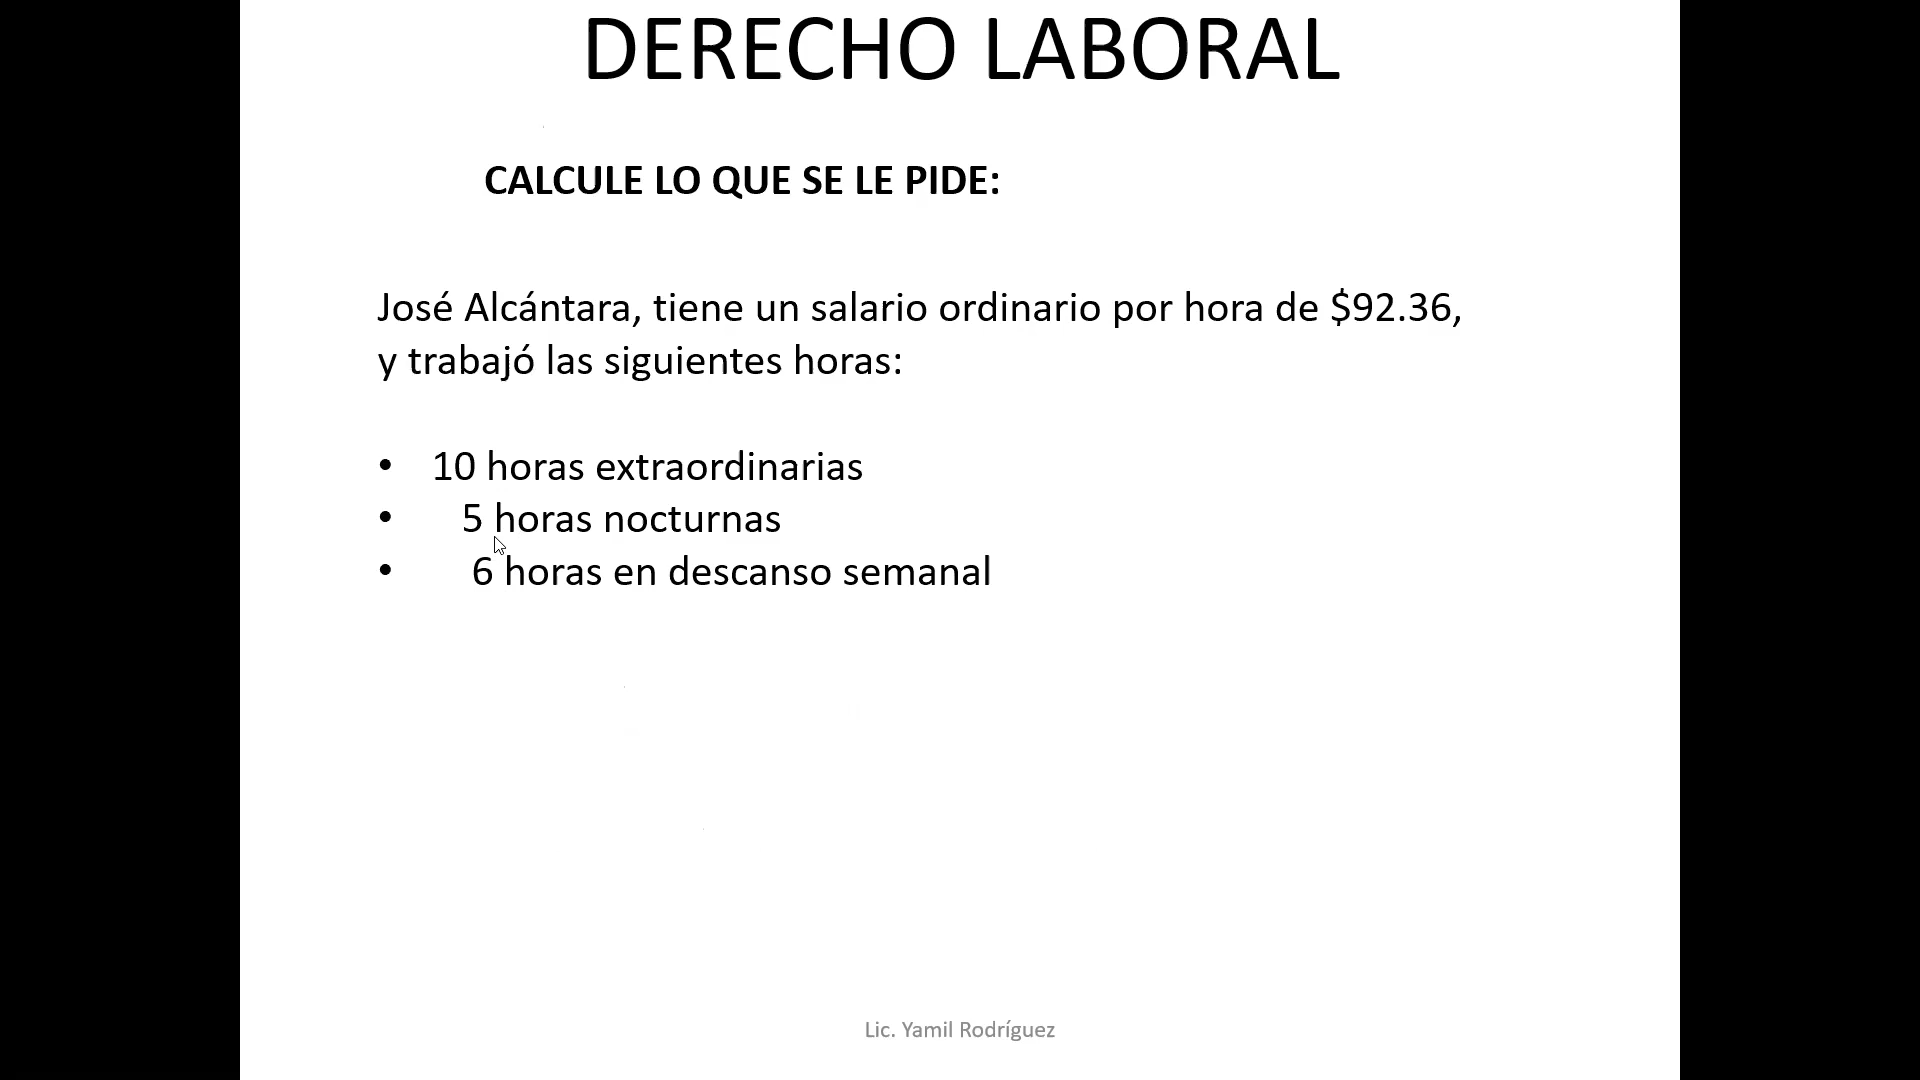 DERECHO LABORAL
CALCULE LO QUE SE LE PIDE:
José Alcántara, tiene un salario ordinario por hora de $92.36,
y trabajó las siguientes horas:
• 10 horas extraordinarias
• 5 horas nocturnas
• 6 horas en descanso semanal
Lic. Yamil Rodríguez